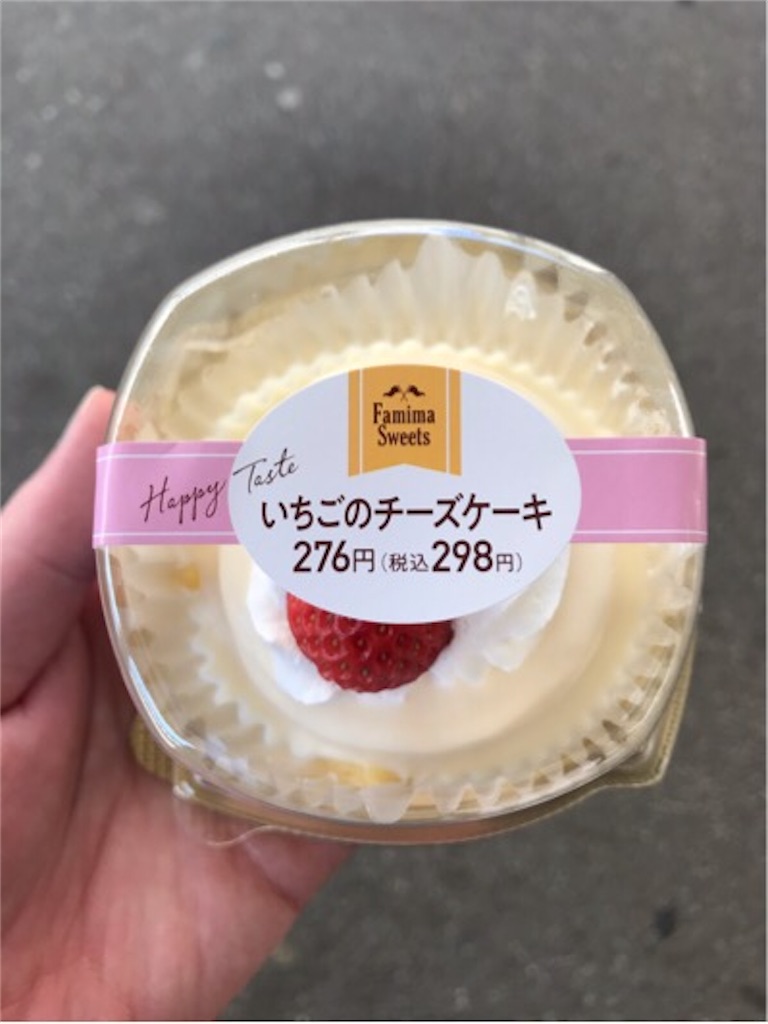 Famima
Sweets
Happy Taste
いちごのチーズケーキ
276円(税込298円)